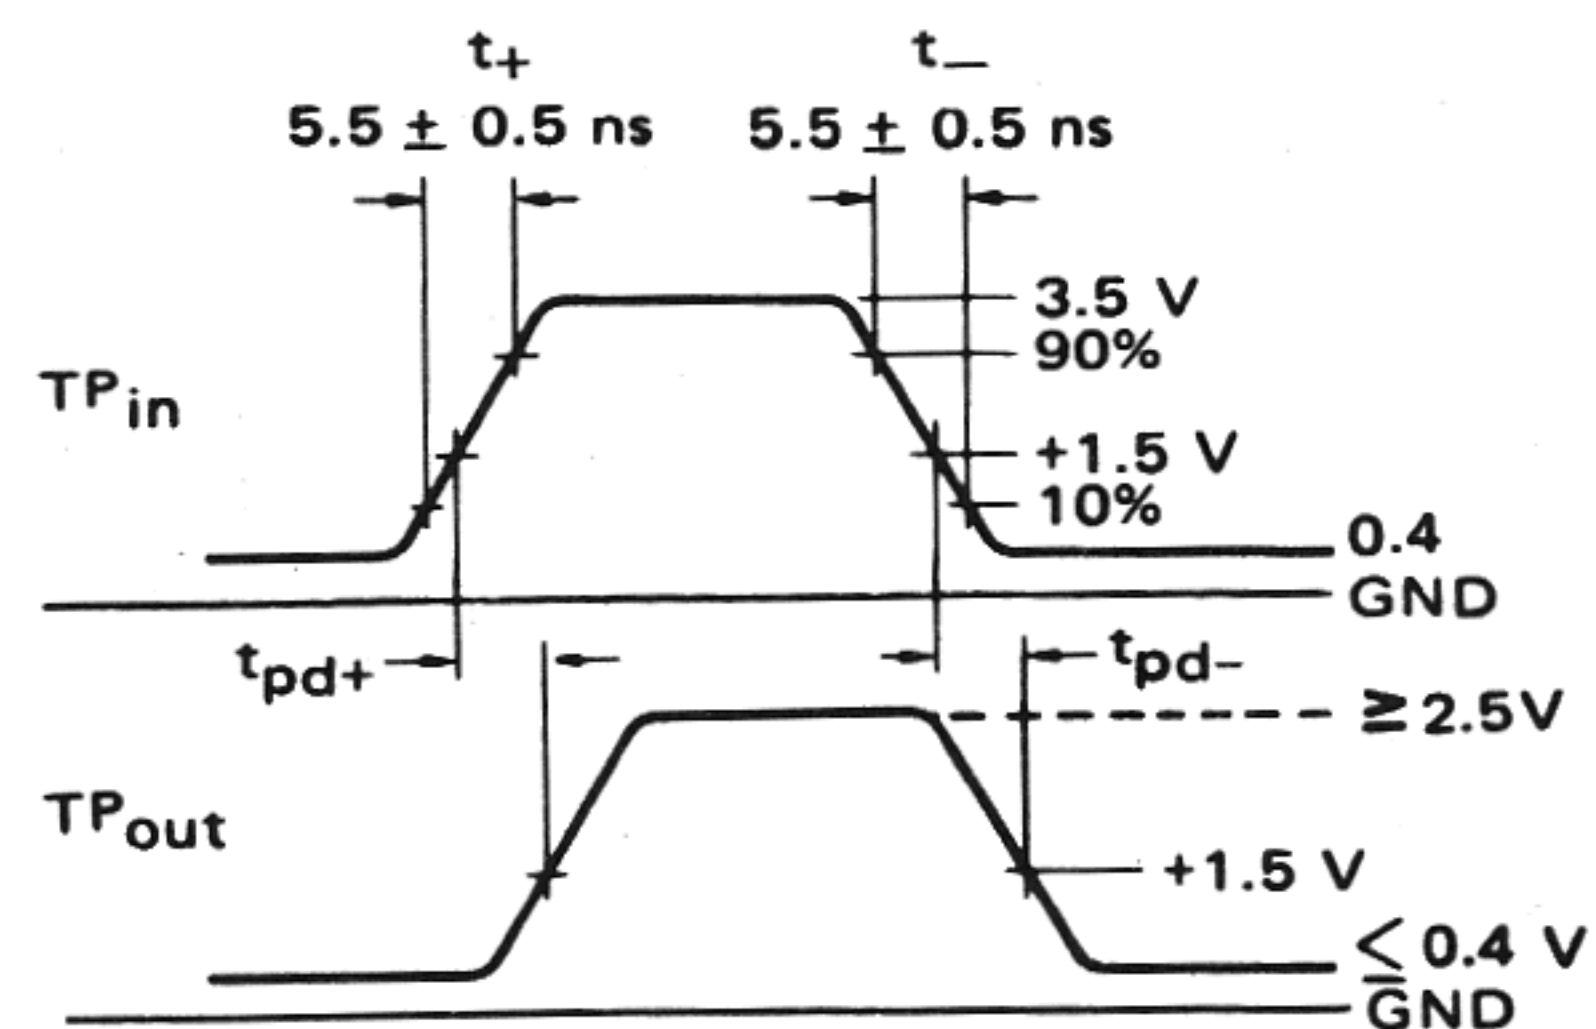 t+ t−
5.5 ± 0.5 ns 5.5 ± 0.5 ns
3.5 V
90%
TPin
+1.5 V
10%
0.4
GND
tpd+ tpd−
≥ 2.5V
TPout
+1.5 V
≤ 0.4 V
GND